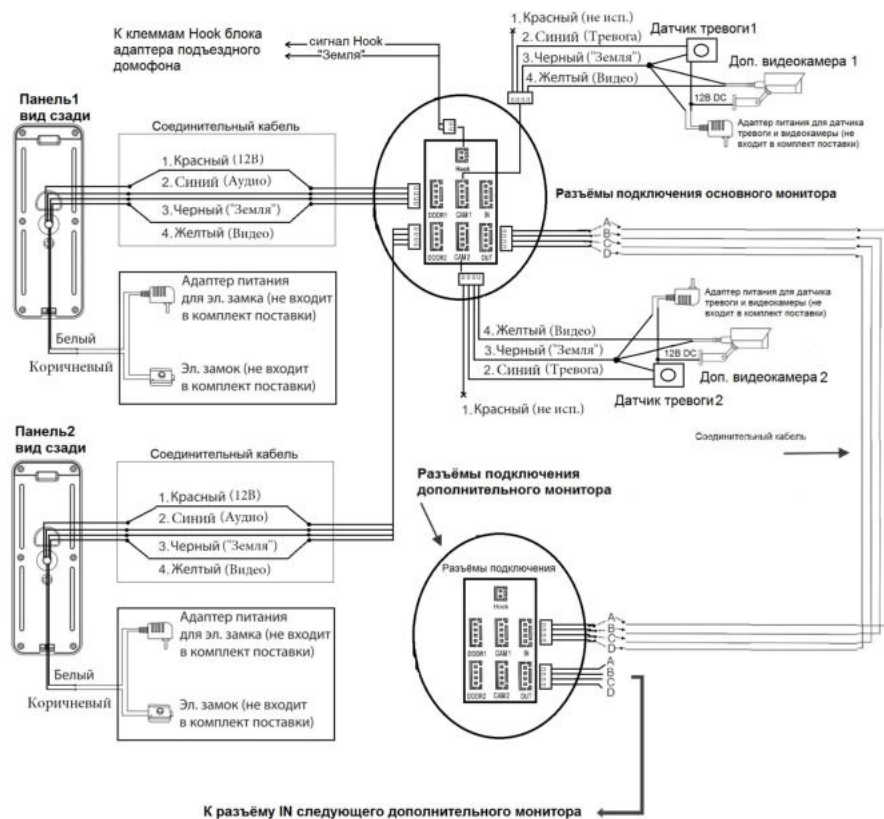 К клеммам Hook блока
адаптера подъездного
домофона
сигнал Hook
"Земля"
1. Красный (не исп.)
2. Синий (Тревога)
3. Черный ("Земля")
4. Желтый (Видео)
Датчик тревоги1
Доп. видеокамера 1
12В DC
Адаптер питания для датчика
тревоги и видеокамеры (не
входит в комплект поставки)
Панель1
вид сзади
Соединительный кабель
1. Красный (12В)
2. Синий (Аудио)
3. Черный ("Земля")
4. Желтый (Видео)
Hook
DOOR1 CAM1 IN
DOOR2 CAM2 OUT
Разъёмы подключения основного монитора
A
B
C
D
Адаптер питания
для эл. замка (не входит
в комплект поставки)
Белый
Коричневый
Эл. замок (не входит
в комплект поставки)
Адаптер питания для датчика
тревоги и видеокамеры (не
входит в комплект поставки)
4. Желтый (Видео)
3. Черный ("Земля")
2. Синий (Тревога)
1. Красный (не исп.)
12В DC
Доп. видеокамера 2
Датчик тревоги2
Соединительный кабель
Панель2
вид сзади
Соединительный кабель
1. Красный (12В)
2. Синий (Аудио)
3. Черный ("Земля")
4. Желтый (Видео)
Разъёмы подключения
дополнительного монитора
Разъёмы подключения
Hook
DOOR1 CAM1 IN
DOOR2 CAM2 OUT
A
B
C
D
A
B
C
D
Адаптер питания
для эл. замка (не входит
в комплект поставки)
Белый
Коричневый
Эл. замок (не входит
в комплект поставки)
К разъёму IN следующего дополнительного монитора